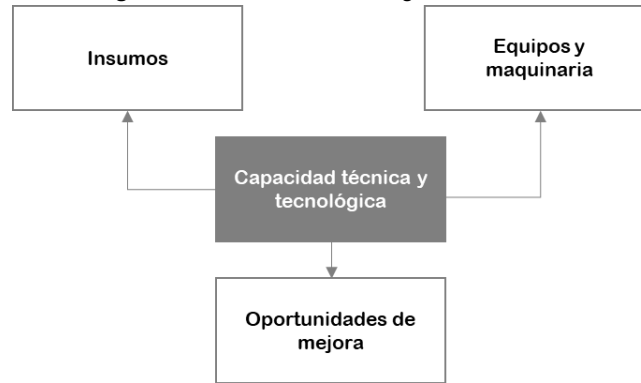 Insumos
Equipos y
maquinaria
Capacidad técnica y
tecnológica
Oportunidades de
mejora